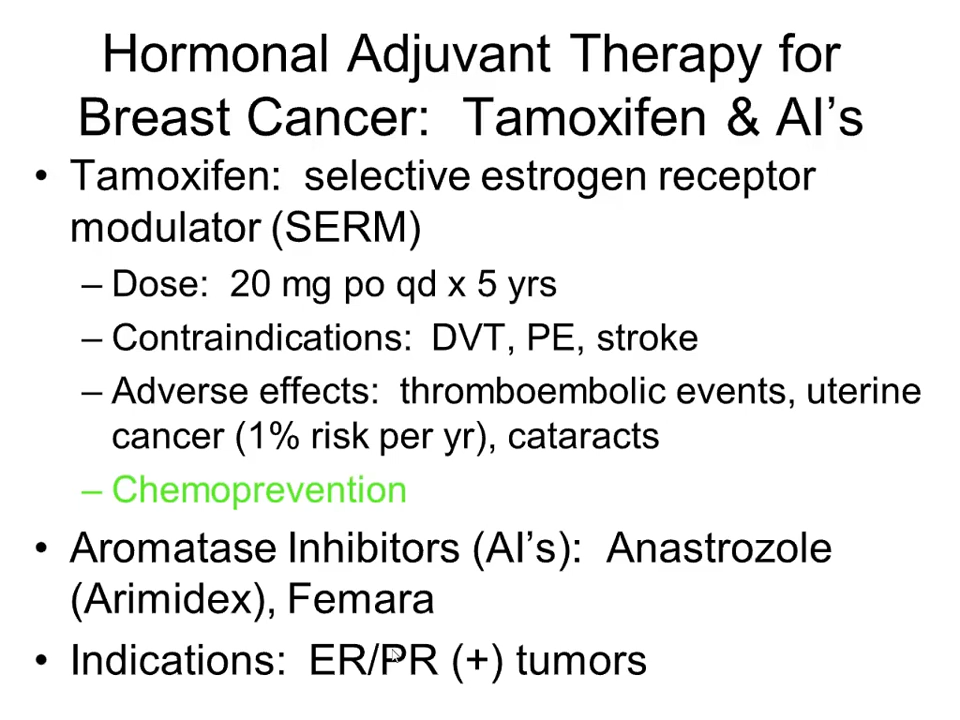 Hormonal Adjuvant Therapy for
Breast Cancer:  Tamoxifen & AI's
• Tamoxifen:  selective estrogen receptor
modulator (SERM)
– Dose:  20 mg po qd x 5 yrs
– Contraindications:  DVT, PE, stroke
– Adverse effects:  thromboembolic events, uterine
cancer (1% risk per yr), cataracts
– Chemoprevention
• Aromatase Inhibitors (AI's):  Anastrozole
(Arimidex), Femara
• Indications:  ER/PR (+) tumors